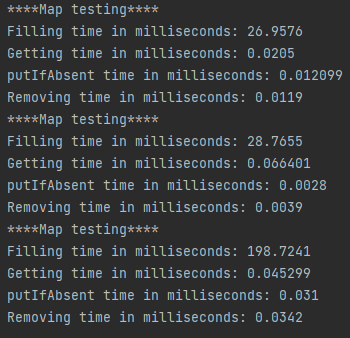 ****Map testing****
Filling time in milliseconds: 26.9576
Getting time in milliseconds: 0.0205
putIfAbsent time in milliseconds: 0.012099
Removing time in milliseconds: 0.0119
****Map testing****
Filling time in milliseconds: 28.7655
Getting time in milliseconds: 0.066401
putIfAbsent time in milliseconds: 0.0028
Removing time in milliseconds: 0.0039
****Map testing****
Filling time in milliseconds: 198.7241
Getting time in milliseconds: 0.045299
putIfAbsent time in milliseconds: 0.031
Removing time in milliseconds: 0.0342